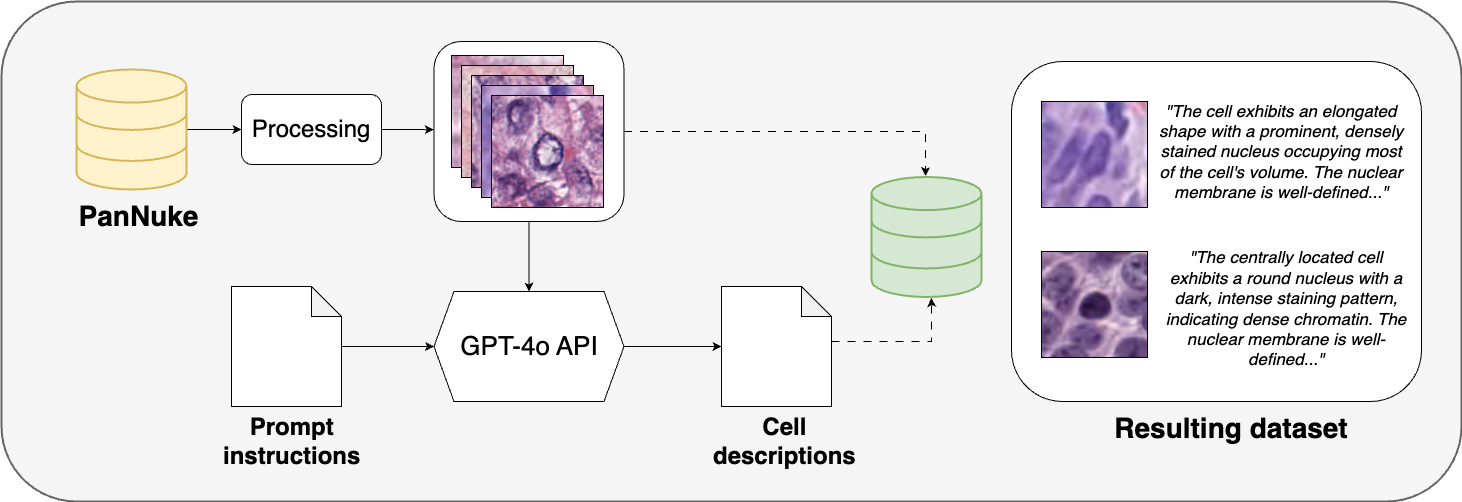 Processing
PanNuke
GPT-4o API
Prompt
instructions
Cell
descriptions
"The cell exhibits an elongated
shape with a prominent, densely
stained nucleus occupying most
of the cell's volume. The nuclear
membrane is well-defined..."
"The centrally located cell
exhibits a round nucleus with a
dark, intense staining pattern,
indicating dense chromatin. The
nuclear membrane is well-
defined..."
Resulting dataset